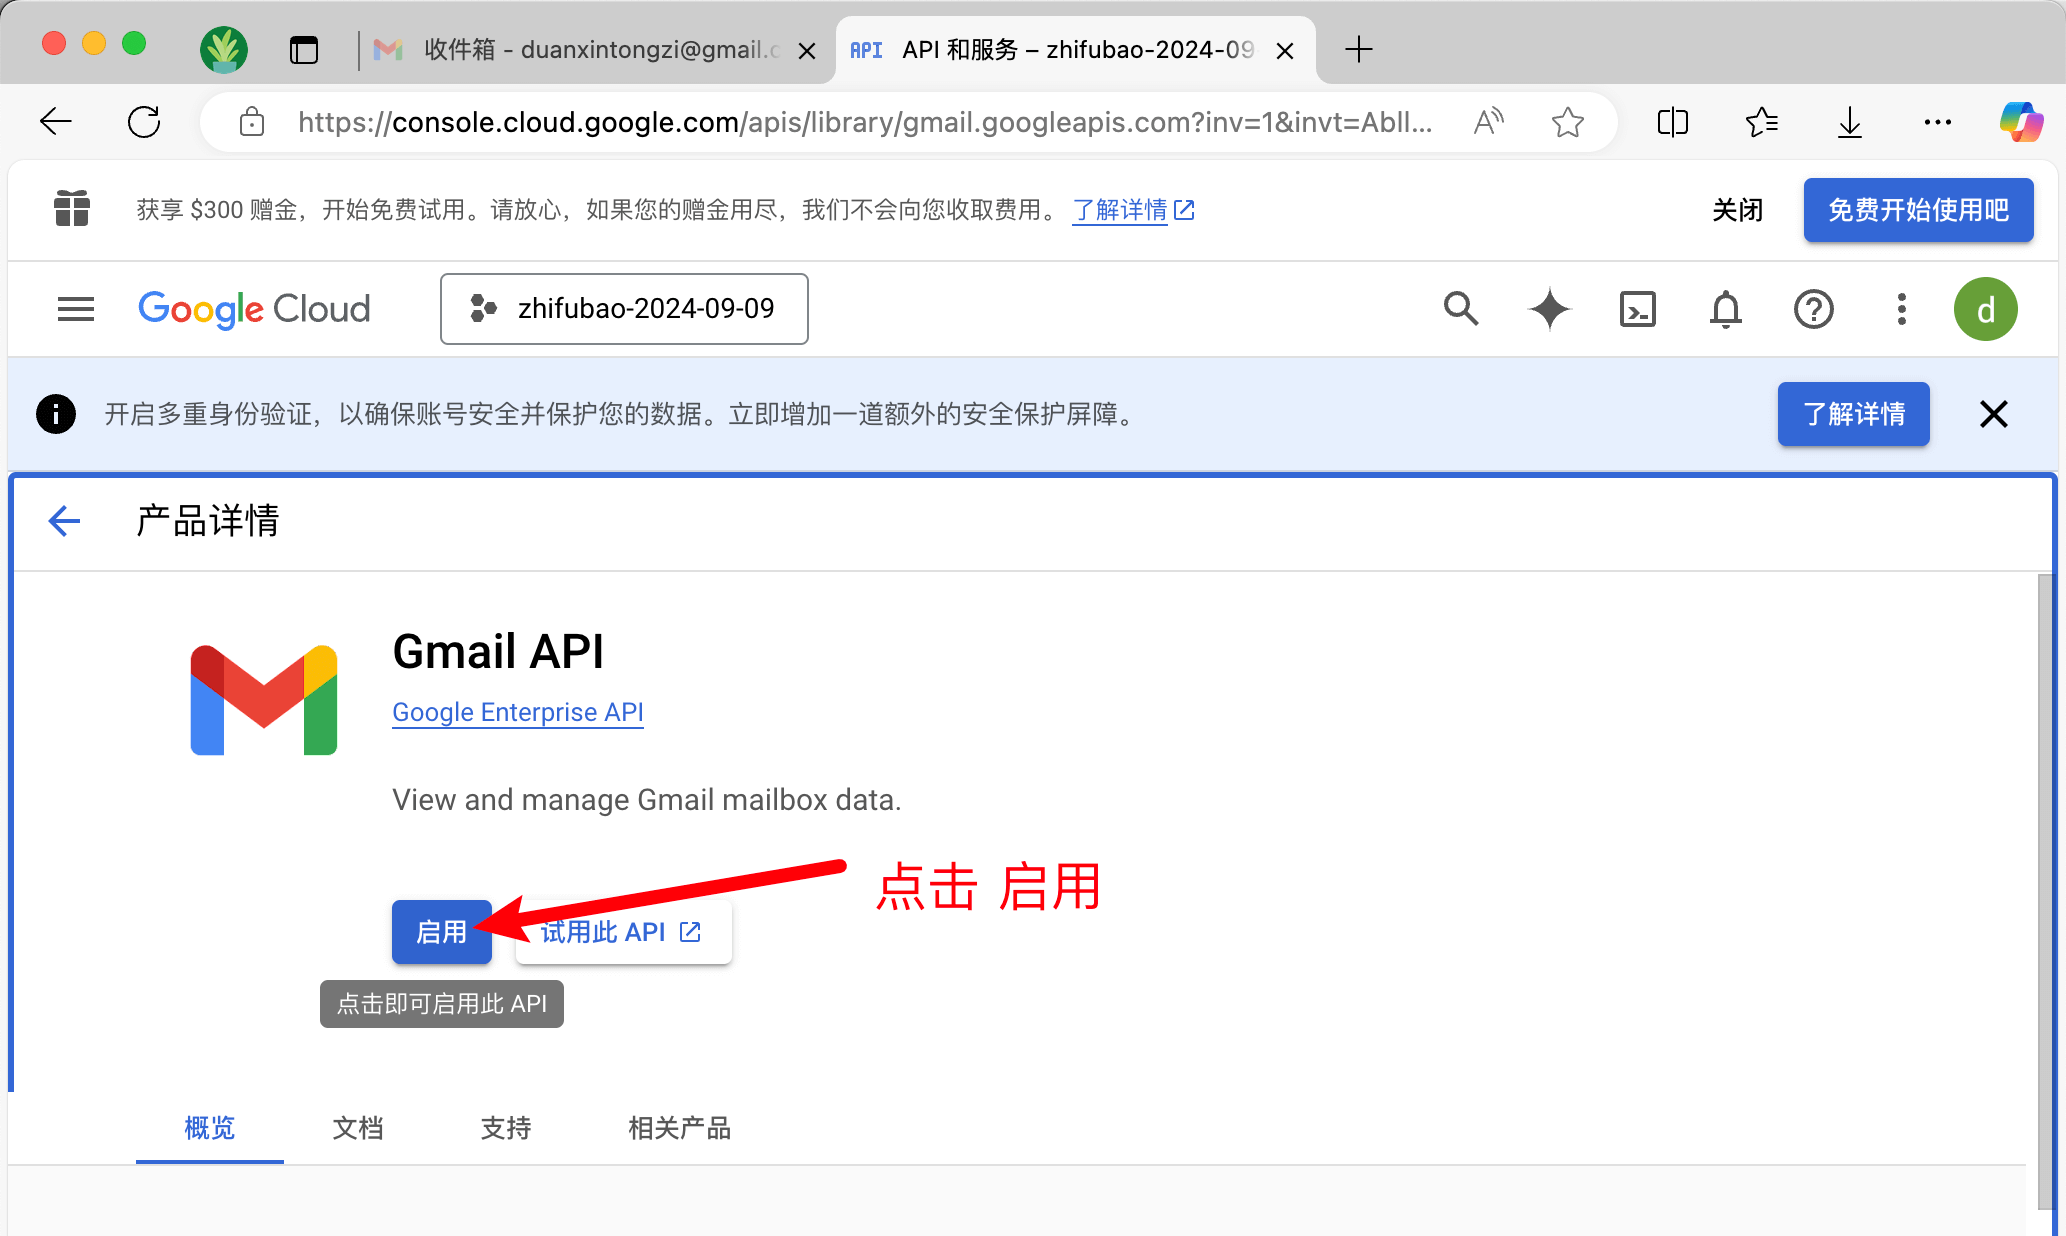 收件箱 - duanxintongzi@gmail.c
API API 和服务 – zhifubao-2024-09
https://console.cloud.google.com/apis/library/gmail.googleapis.com?inv=1&invt=Abll...
获享 $300 赠金，开始免费试用。请放心，如果您的赠金用尽，我们不会向您收取费用。 了解详情
关闭
免费开始使用吧
Google Cloud
zhifubao-2024-09-09
d
开启多重身份验证，以确保账号安全并保护您的数据。立即增加一道额外的安全保护屏障。
了解详情
产品详情
Gmail API
Google Enterprise API
View and manage Gmail mailbox data.
点击 启用
启用
试用此 API
点击即可启用此 API
概览
文档
支持
相关产品